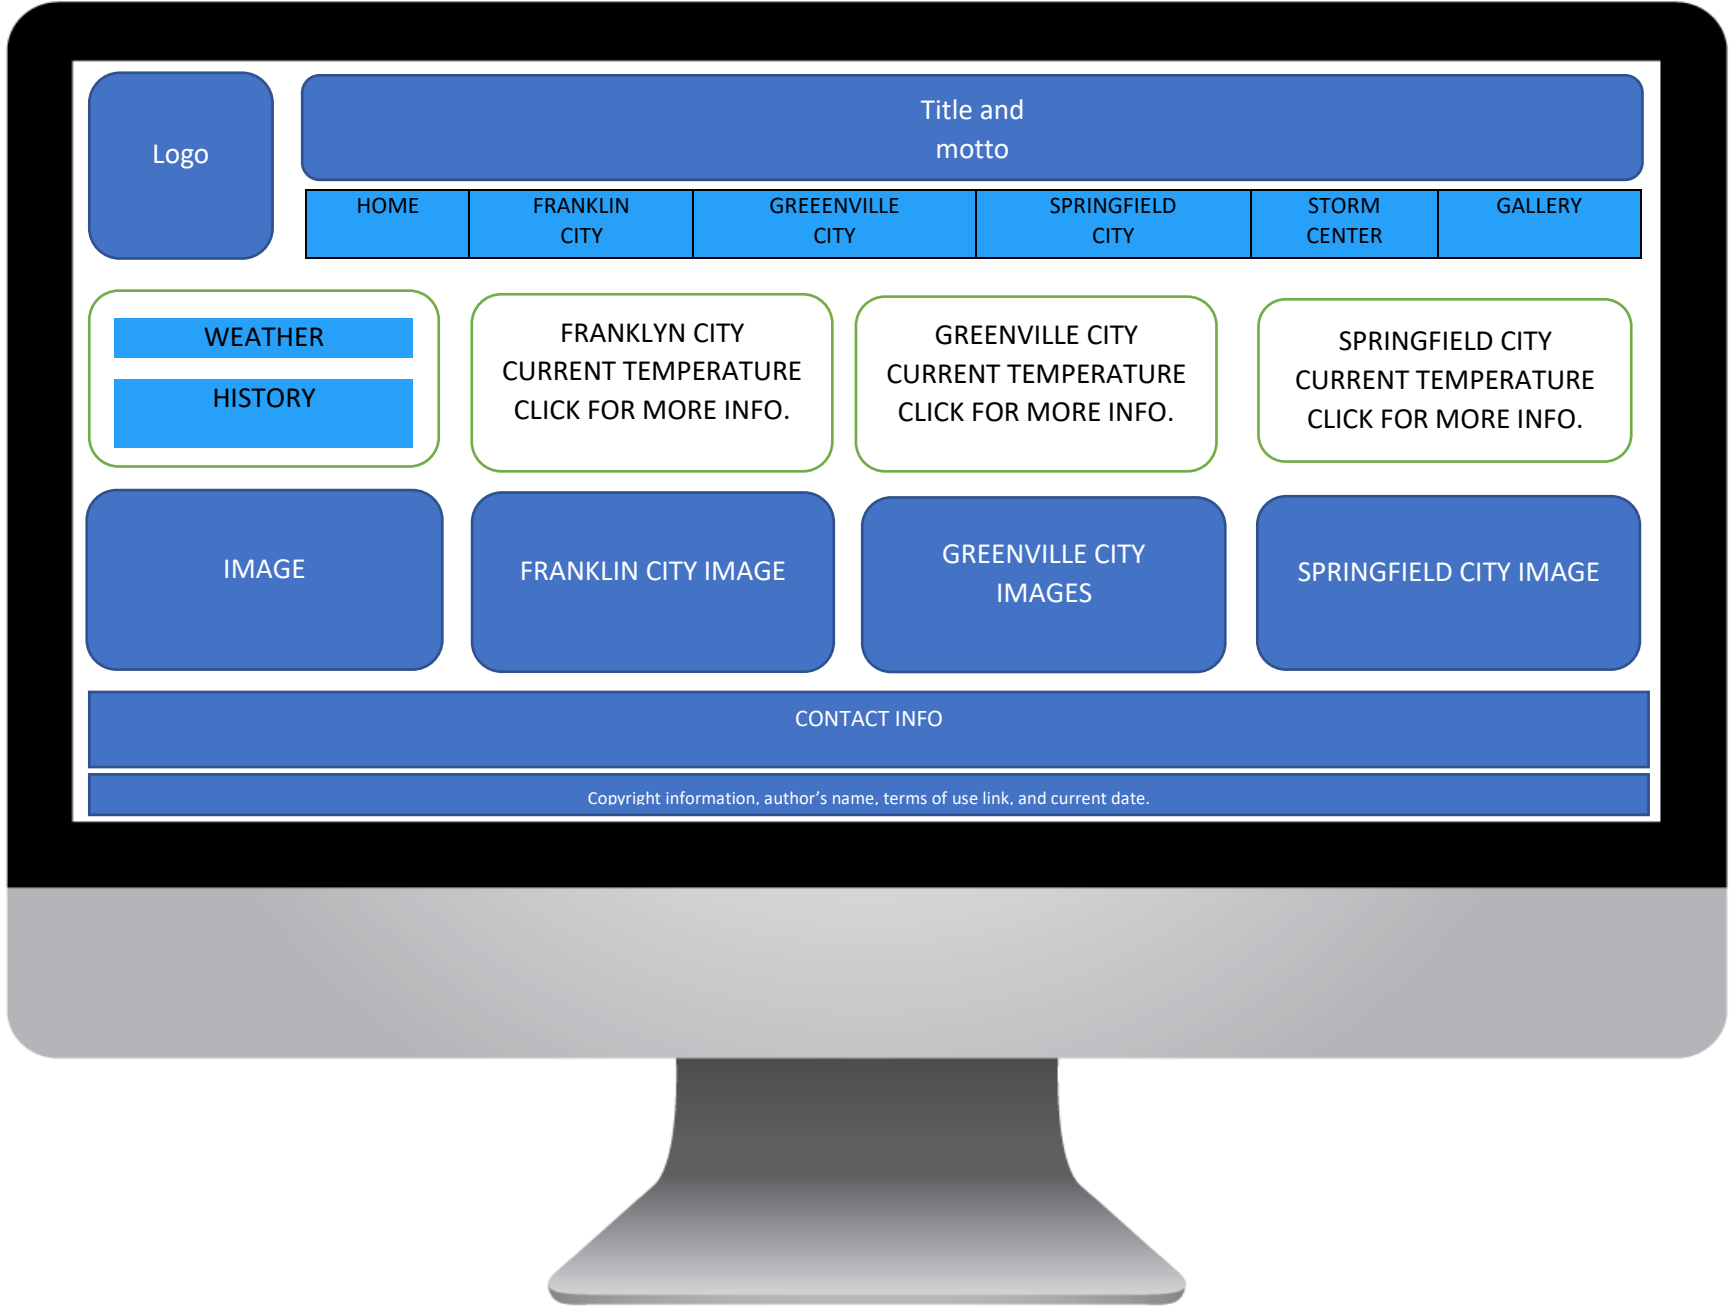 Logo
Title and
motto
HOME
FRANKLIN
CITY
GREEENVILLE
CITY
SPRINGFIELD
CITY
STORM
CENTER
GALLERY
WEATHER
HISTORY
FRANKLYN CITY
CURRENT TEMPERATURE
CLICK FOR MORE INFO.
GREENVILLE CITY
CURRENT TEMPERATURE
CLICK FOR MORE INFO.
SPRINGFIELD CITY
CURRENT TEMPERATURE
CLICK FOR MORE INFO.
IMAGE
FRANKLIN CITY IMAGE
GREENVILLE CITY
IMAGES
SPRINGFIELD CITY IMAGE
CONTACT INFO
Copyright information, author’s name, terms of use link, and current date.